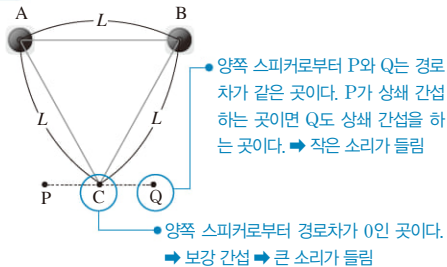 A
B
L
L
L
P
C
Q
양쪽 스피커로부터 P와 Q는 경로
차가 같은 곳이다. P가 상쇄 간섭
하는 곳이면 Q도 상쇄 간섭을 하
는 곳이다. ➡ 작은 소리가 들림
양쪽 스피커로부터 경로차가 0인 곳이다.
➡ 보강 간섭 ➡ 큰 소리가 들림